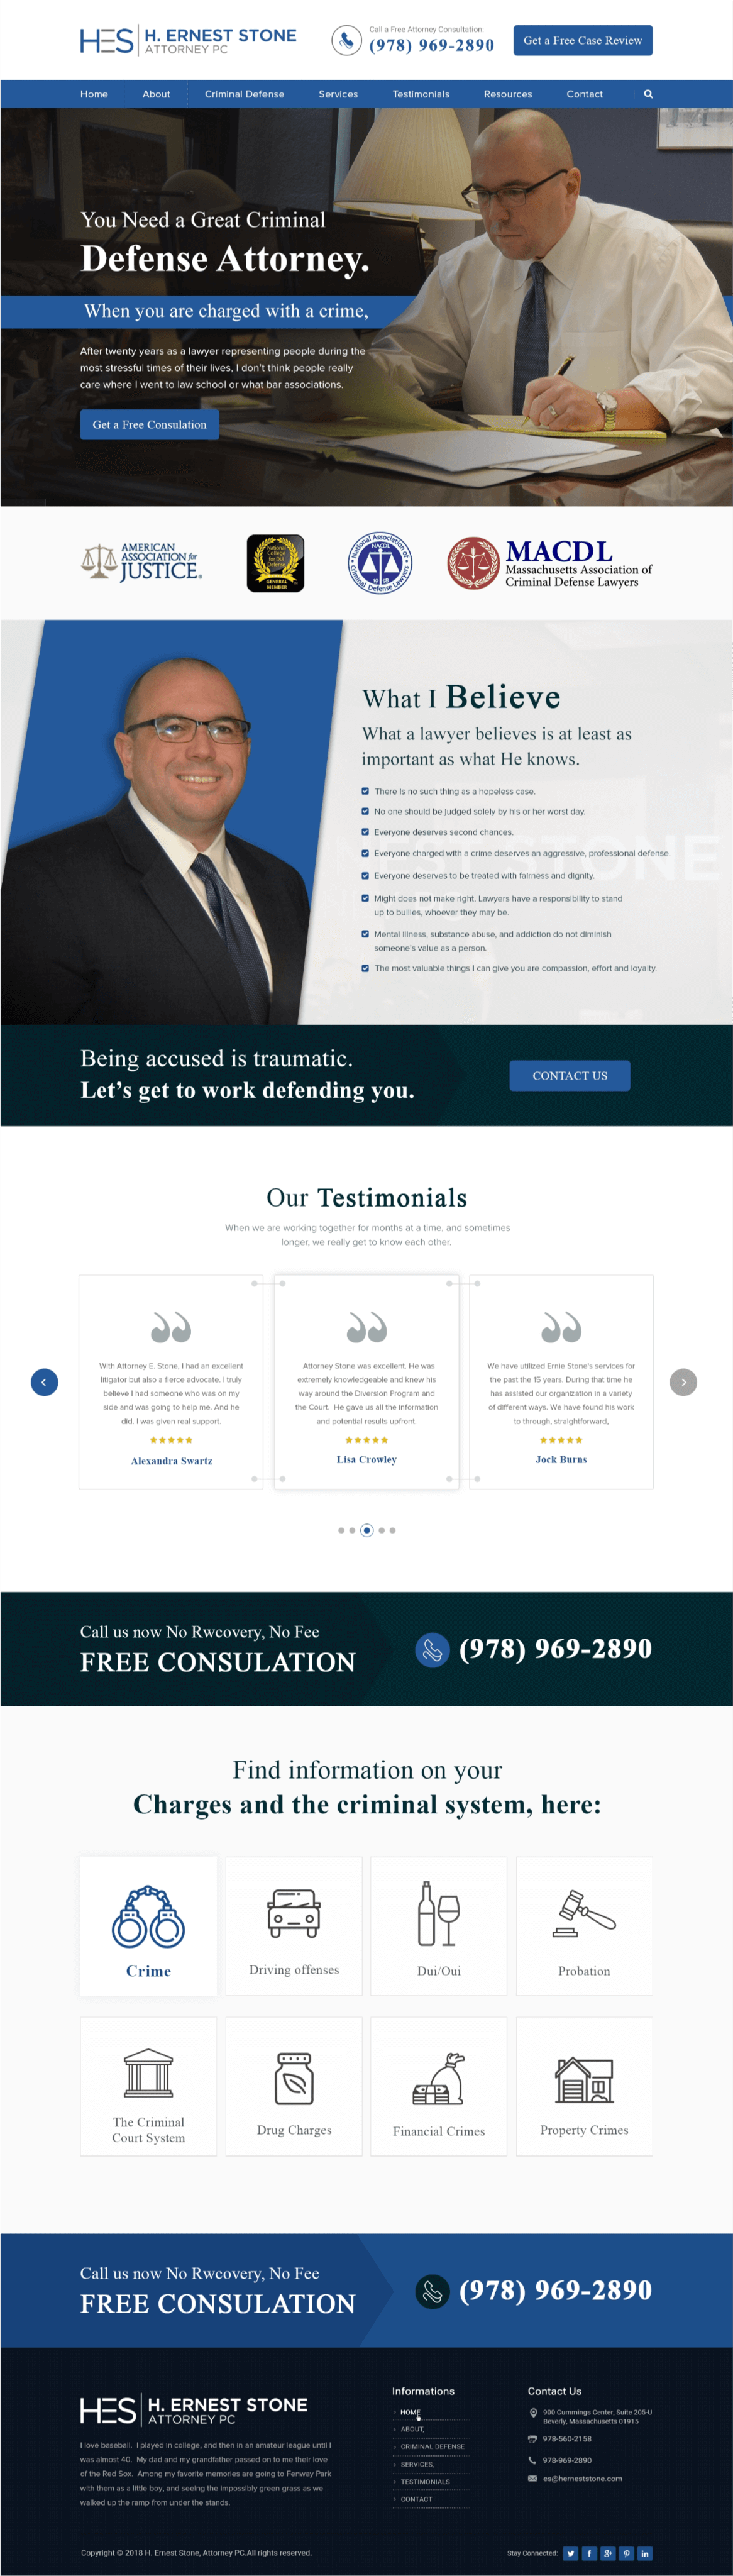 HES H. ERNEST STONE
ATTORNEY PC
Call a Free Attorney Consultation:
(978) 969-2890
Get a Free Case Review
Home About Criminal Defense Services Testimonials Resources Contact
You Need a Great Criminal
Defense Attorney.
When you are charged with a crime,
After twenty years as a lawyer representing people during the
most stressful times of their lives, I don't think people really
care where I went to law school or what bar associations.
Get a Free Consulation
AMERICAN
ASSOCIATION for
JUSTICE
National
College
for DUI
Defense
GENERAL
MEMBER
National Association of
NACDL
1958
Criminal Defense Lawyers
MACDL
Massachusetts Association of
Criminal Defense Lawyers
What I Believe
What a lawyer believes is at least as
important as what He knows.
There is no such thing as a hopeless case.
No one should be judged solely by his or her worst day.
Everyone deserves second chances.
Everyone charged with a crime deserves an aggressive, professional defense.
Everyone deserves to be treated with fairness and dignity.
Might does not make right. Lawyers have a responsibility to stand
up to bullies, whoever they may be.
Mental illness, substance abuse, and addiction do not diminish
someone's value as a person.
The most valuable things I can give you are compassion, effort and loyalty.
Being accused is traumatic.
Let's get to work defending you.
CONTACT US
Our Testimonials
When we are working together for months at a time, and sometimes
longer, we really get to know each other.
With Attorney E. Stone, I had an excellent
litigator but also a fierce advocate. I truly
believe I had someone who was on my
side and was going to help me. And he
did. I was given real support.
Alexandra Swartz
Attorney Stone was excellent. He was
extremely knowledgeable and knew his
way around the Diversion Program and
the Court. He gave us all the information
and potential results upfront.
Lisa Crowley
We have utilized Ernie Stone's services for
the past the 15 years. During that time he
has assisted our organization in a variety
of different ways. We have found his work
to through, straightforward,
Jock Burns
Call us now No Rwcovery, No Fee
FREE CONSULATION
(978) 969-2890
Find information on your
Charges and the criminal system, here:
Crime
Driving offenses
Dui/Oui
Probation
The Criminal
Court System
Drug Charges
Financial Crimes
Property Crimes
Call us now No Rwcovery, No Fee
FREE CONSULATION
(978) 969-2890
HES H. ERNEST STONE
ATTORNEY PC
I love baseball. I played in college, and then in an amateur league until I
was almost 40. My dad and my grandfather passed on to me their love
of the Red Sox. Among my favorite memories are going to Fenway Park
with them as a little boy, and seeing the impossibly green grass as we
walked up the ramp from under the stands.
Informations
HOME
ABOUT,
CRIMINAL DEFENSE
SERVICES,
TESTIMONIALS
CONTACT
Contact Us
900 Cummings Center, Suite 205-U
Beverly, Massachusetts 01915
978-560-2158
978-969-2890
es@herneststone.com
Copyright © 2018 H. Ernest Stone, Attorney PC.All rights reserved.
Stay Connected: